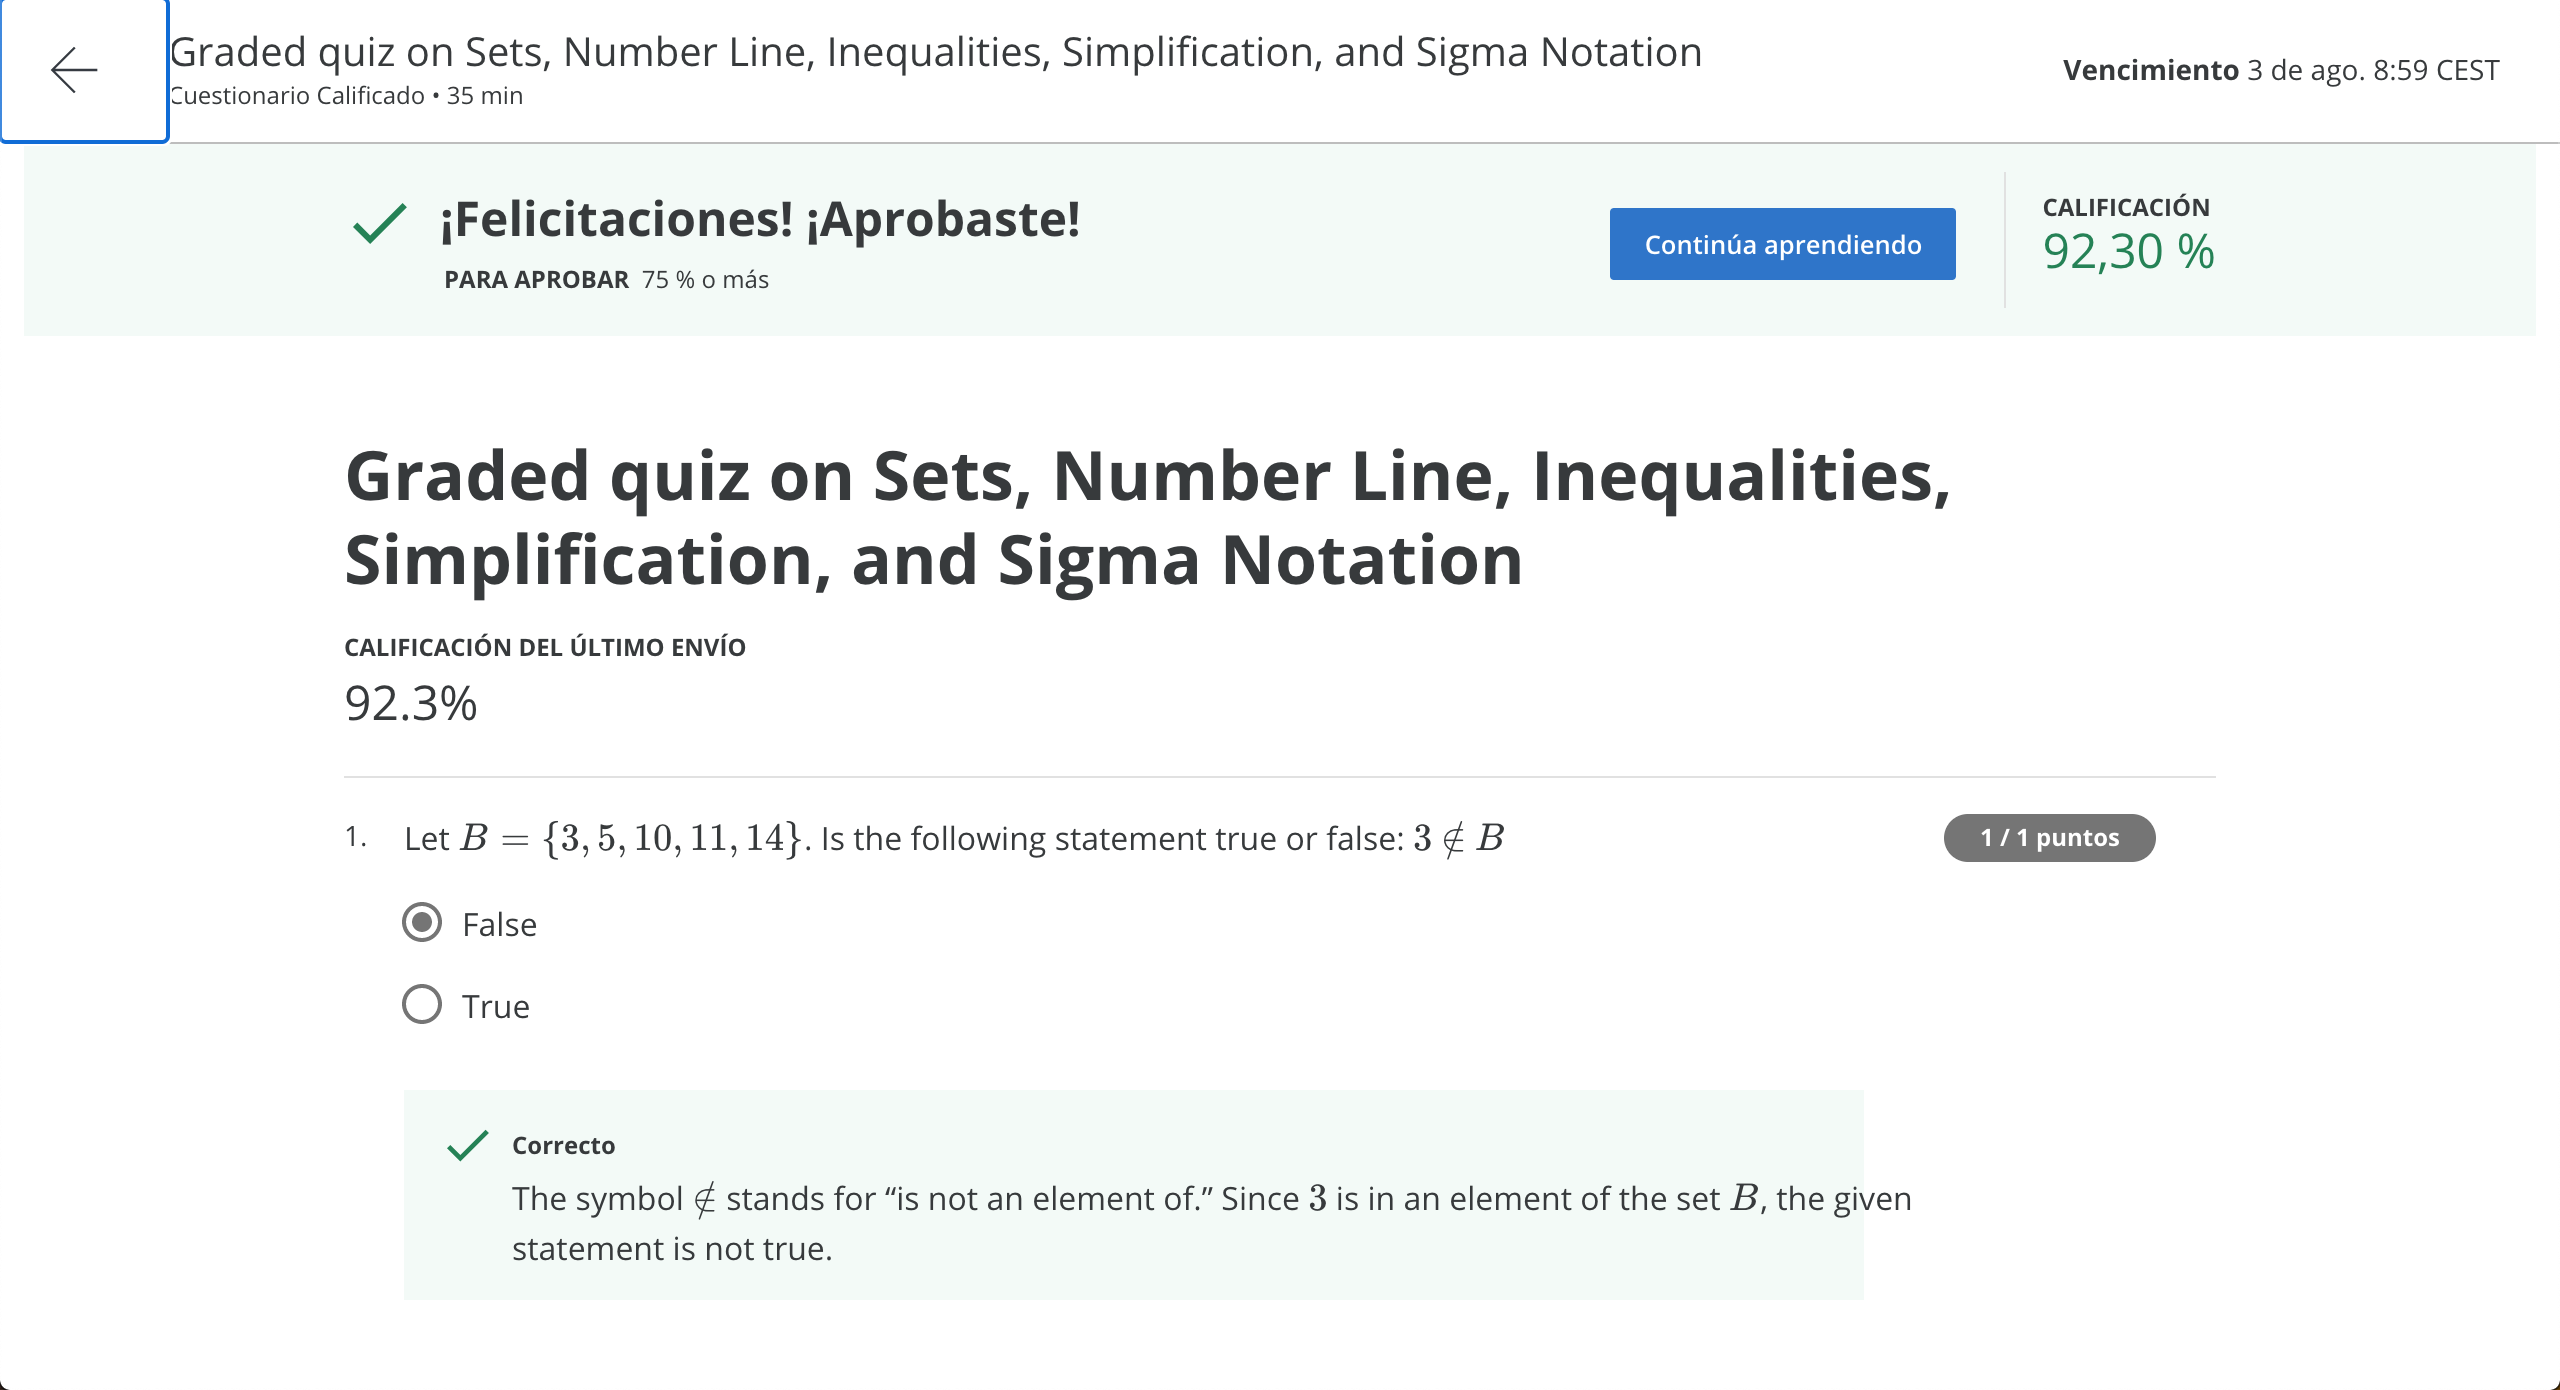 Graded quiz on Sets, Number Line, Inequalities, Simplification, and Sigma Notation
Cuestionario Calificado • 35 min
Vencimiento 3 de ago. 8:59 CEST
¡Felicitaciones! ¡Aprobaste!
PARA APROBAR 75 % o más
Continúa aprendiendo
CALIFICACIÓN
92,30 %
Graded quiz on Sets, Number Line, Inequalities,
Simplification, and Sigma Notation
CALIFICACIÓN DEL ÚLTIMO ENVÍO
92.3%
1. Let B = {3, 5, 10, 11, 14}. Is the following statement true or false: 3 ∉ B
1 / 1 puntos
False
True
Correcto
The symbol ∉ stands for “is not an element of.” Since 3 is in an element of the set B, the given
statement is not true.